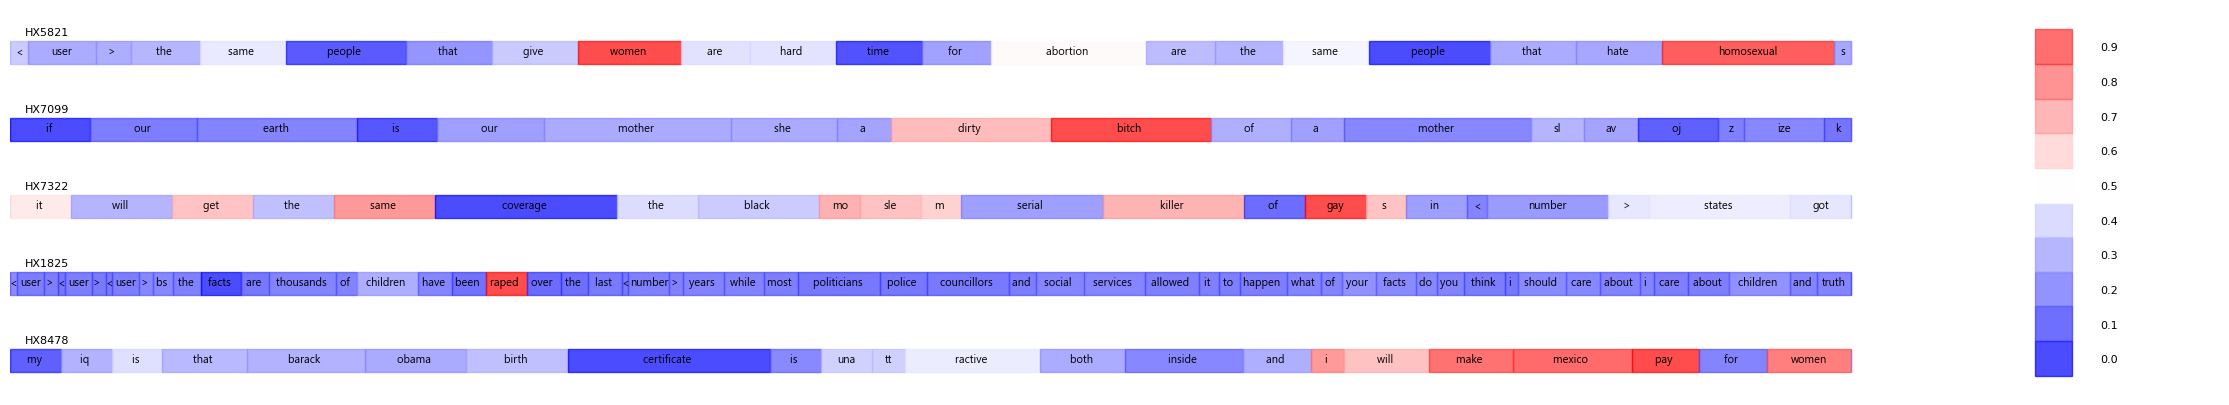 HX5821
< user > the same people that give women are hard time for abortion are the same people that hate homosexual s
HX7099
if our earth is our mother she a dirty bitch of a mother sl av oj z ize k
HX7322
it will get the same coverage the black mo sle m serial killer of gay s in < number > states got
HX1825
< user > < user > < user > bs the facts are thousands of children have been raped over the last < number > years while most politicians police councillors and social services allowed it to happen what of your facts do you think i should care about i care about children and truth
HX8478
my iq is that barack obama birth certificate is una tt ractive both inside and i will make mexico pay for women
0.9
0.8
0.7
0.6
0.5
0.4
0.3
0.2
0.1
0.0